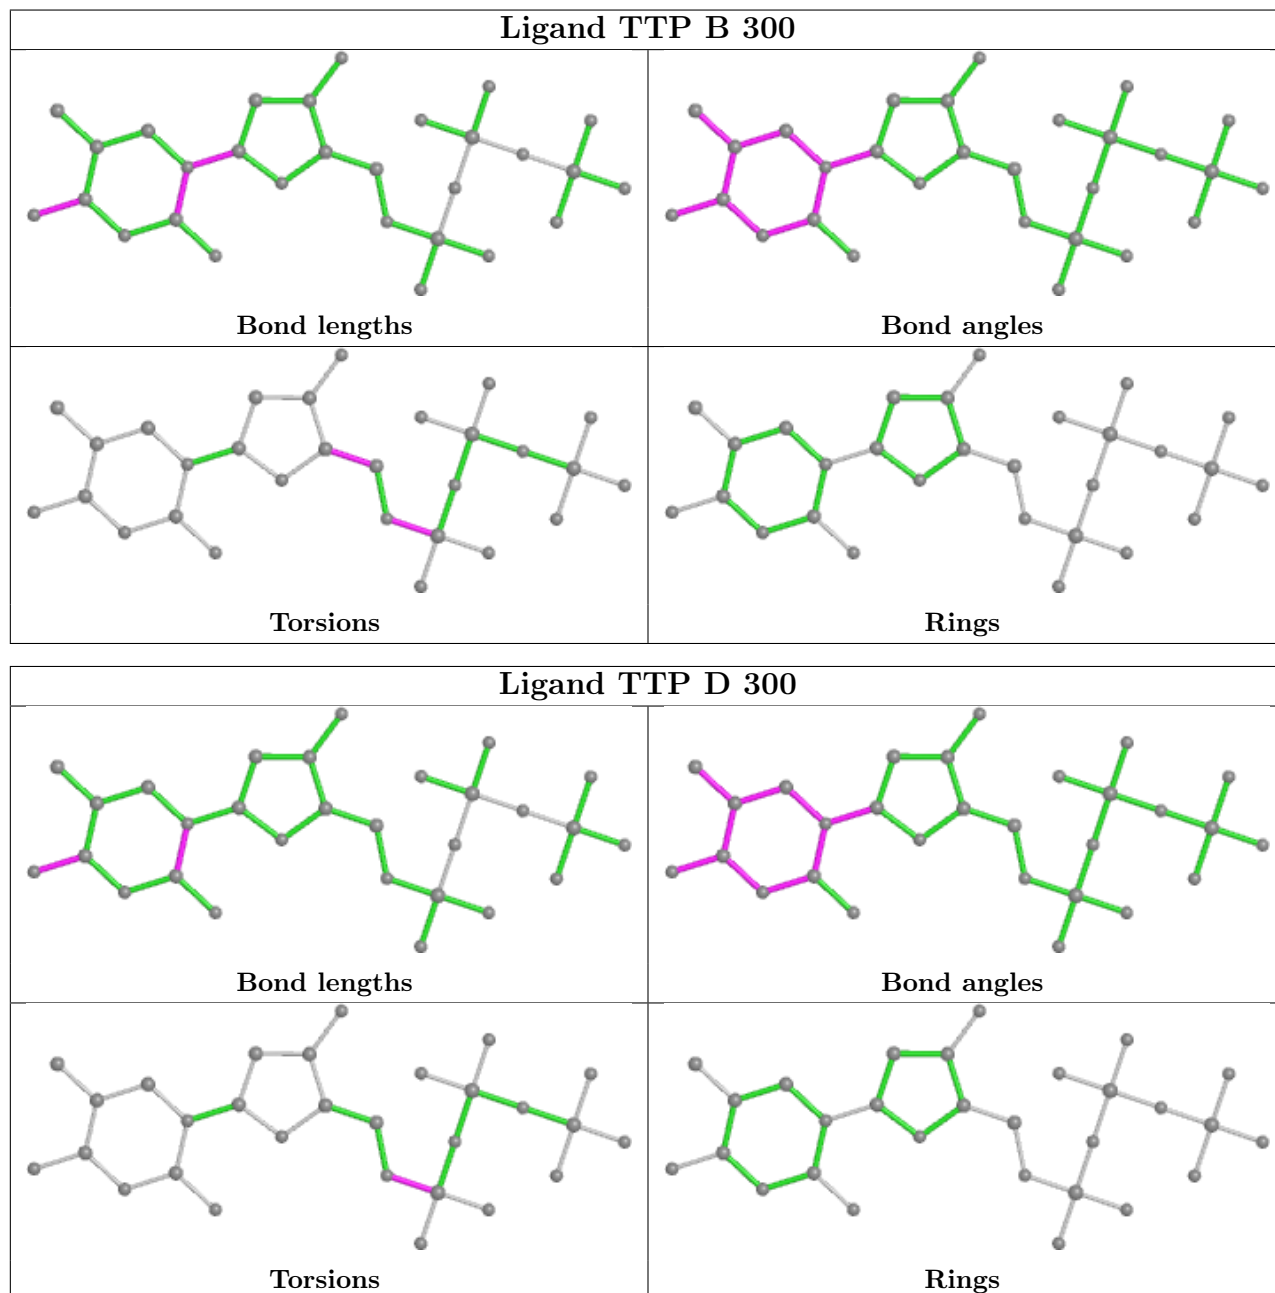 Ligand TTP B 300
Bond lengths
Bond angles
Torsions
Rings
Ligand TTP D 300
Bond lengths
Bond angles
Torsions
Rings